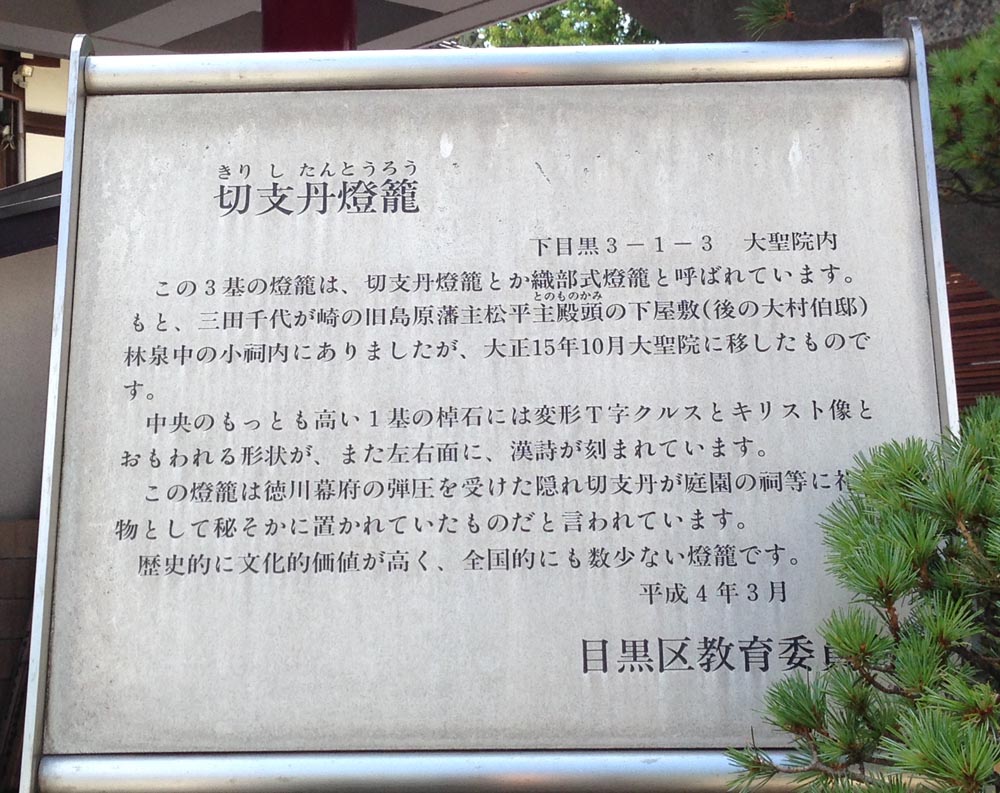 きりしたんとうろう
切支丹燈籠
下目黒３－１－３　大聖院内
この３基の燈籠は、切支丹燈籠とか織部式燈籠と呼ばれています。
とのものかみ
もと、三田千代が崎の旧島原藩主松平主殿頭の下屋敷(後の大村伯邸)
林泉中の小祠内にありましたが、大正15年10月大聖院に移したもので
す。
中央のもっとも高い１基の棹石には変形Ｔ字クルスとキリスト像と
おもわれる形状が、また左右面に、漢詩が刻まれています。
この燈籠は徳川幕府の弾圧を受けた隠れ切支丹が庭園の祠等に
物として秘そかに置かれていたものだと言われています。
歴史的に文化的価値が高く、全国的にも数少ない燈籠です。
平成４年３月
目黒区教育委